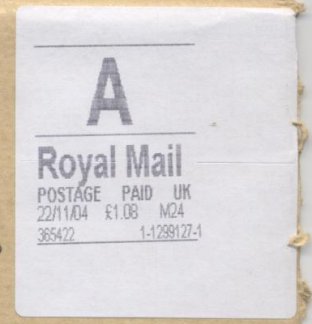 A
Royal Mail
POSTAGE PAID UK
22/11/04 £1.08 M24
365422 1-1299127-1